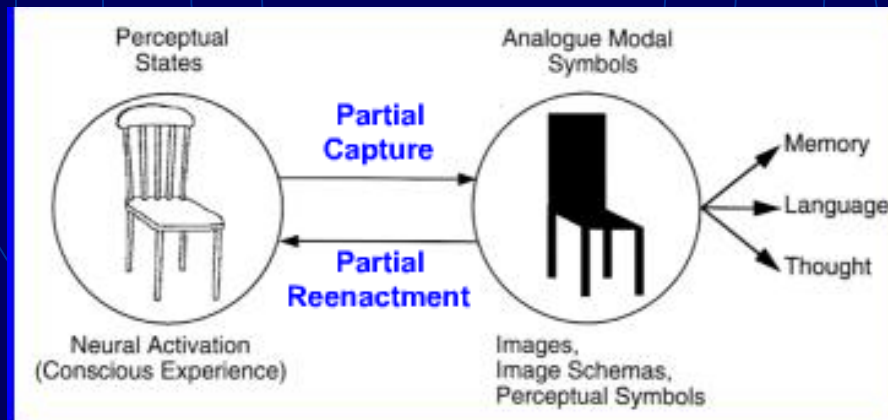 Perceptual
States
Analogue Modal
Symbols
Partial
Capture
Memory
Language
Thought
Partial
Reenactment
Neural Activation
(Conscious Experience)
Images,
Image Schemas,
Perceptual Symbols